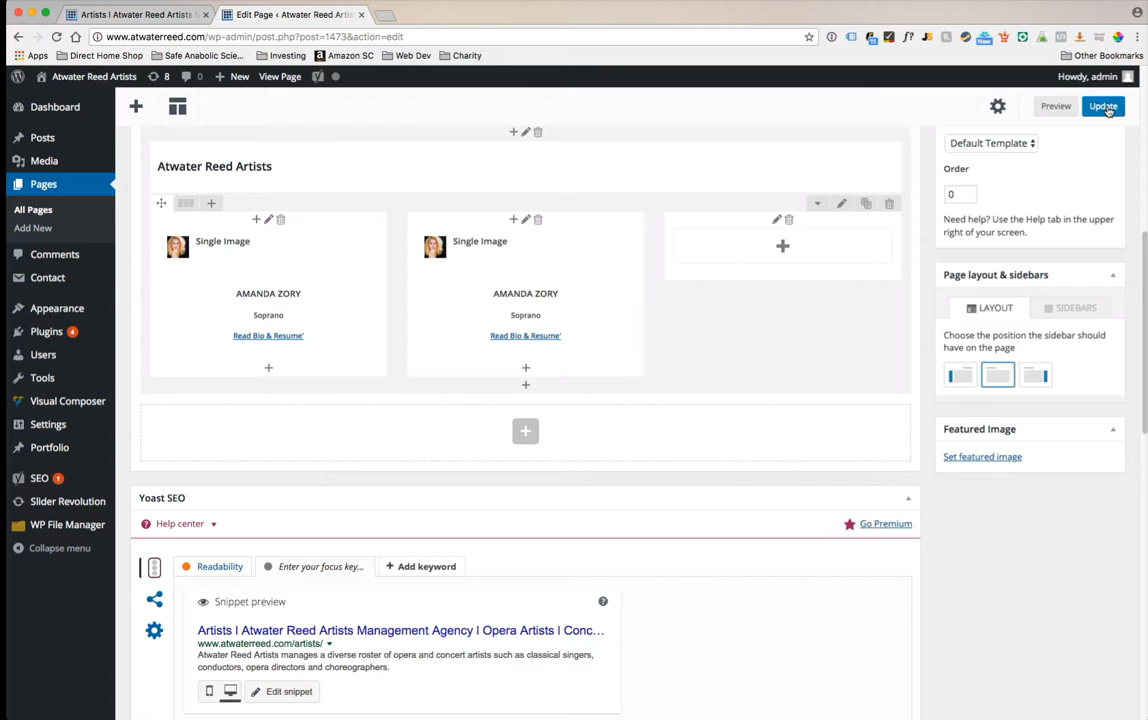 Artists | Atwater Reed Artists M
Edit Page ‹ Atwater Reed Artis
www.atwaterreed.com/wp-admin/post.php?post=1473&action=edit
Apps
Direct Home Shop
Safe Anabolic Scie...
Investing
Amazon SC
Web Dev
Charity
Other Bookmarks
Atwater Reed Artists
8
0
New
View Page
Howdy, admin
Dashboard
Posts
Media
Pages
All Pages
Add New
Comments
Contact
Appearance
Plugins 4
Users
Tools
Visual Composer
Settings
Portfolio
SEO 1
Slider Revolution
WP File Manager
Collapse menu
Preview
Update
Atwater Reed Artists
Single Image
AMANDA ZORY
Soprano
Read Bio & Resume'
Single Image
AMANDA ZORY
Soprano
Read Bio & Resume'
Default Template
Order
0
Need help? Use the Help tab in the upper
right of your screen.
Page layout & sidebars
LAYOUT
SIDEBARS
Choose the position the sidebar should
have on the page
Featured Image
Set featured image
Yoast SEO
Help center
Go Premium
Readability
Enter your focus key...
Add keyword
Snippet preview
Artists | Atwater Reed Artists Management Agency | Opera Artists | Conc...
www.atwaterreed.com/artists/
Atwater Reed Artists manages a diverse roster of opera and concert artists such as classical singers,
conductors, opera directors and choreographers.
Edit snippet